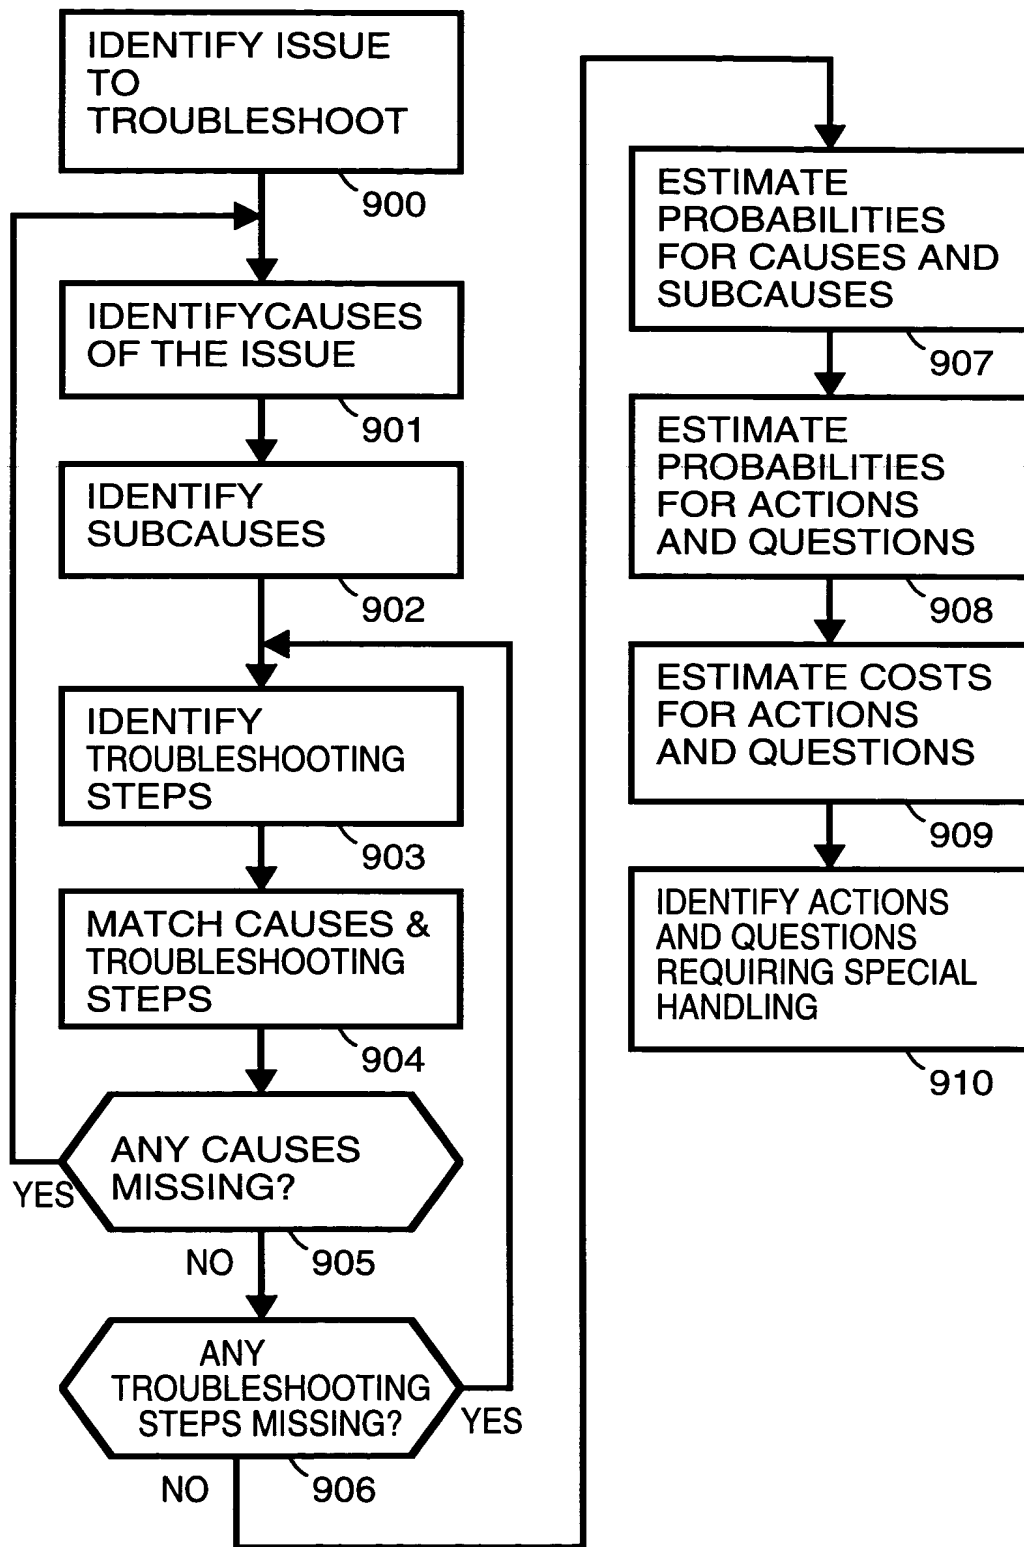 IDENTIFY ISSUE
TO
TROUBLESHOOT
900
IDENTIFYCAUSES
OF THE ISSUE
901
IDENTIFY
SUBCAUSES
902
IDENTIFY
TROUBLESHOOTING
STEPS
903
MATCH CAUSES &
TROUBLESHOOTING
STEPS
904
ANY CAUSES
MISSING?
YES
NO
905
ANY
TROUBLESHOOTING
STEPS MISSING?
YES
NO
906
ESTIMATE
PROBABILITIES
FOR CAUSES AND
SUBCAUSES
907
ESTIMATE
PROBABILITIES
FOR ACTIONS
AND QUESTIONS
908
ESTIMATE COSTS
FOR ACTIONS
AND QUESTIONS
909
IDENTIFY ACTIONS
AND QUESTIONS
REQUIRING SPECIAL
HANDLING
910